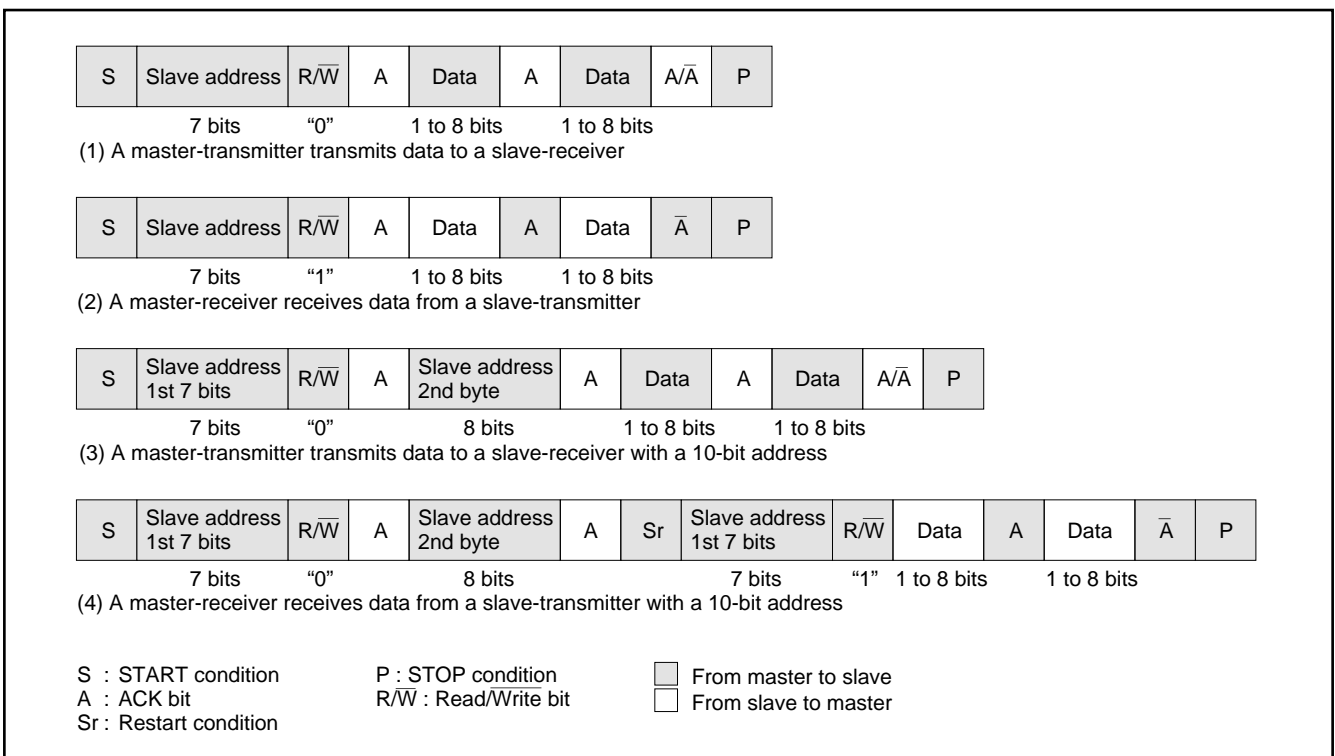 S Slave address R/W̅ A Data A Data A/A̅ P
7 bits “0” 1 to 8 bits 1 to 8 bits
(1) A master-transmitter transmits data to a slave-receiver
S Slave address R/W̅ A Data A Data A̅ P
7 bits “1” 1 to 8 bits 1 to 8 bits
(2) A master-receiver receives data from a slave-transmitter
S Slave address 1st 7 bits R/W̅ A Slave address 2nd byte A Data A Data A/A̅ P
7 bits “0” 8 bits 1 to 8 bits 1 to 8 bits
(3) A master-transmitter transmits data to a slave-receiver with a 10-bit address
S Slave address 1st 7 bits R/W̅ A Slave address 2nd byte A Sr Slave address 1st 7 bits R/W̅ Data A Data A̅ P
7 bits “0” 8 bits 7 bits “1” 1 to 8 bits 1 to 8 bits
(4) A master-receiver receives data from a slave-transmitter with a 10-bit address
S : START condition P : STOP condition From master to slave
A : ACK bit R/W̅ : Read/W̅r̅i̅t̅e̅ bit From slave to master
Sr : Restart condition